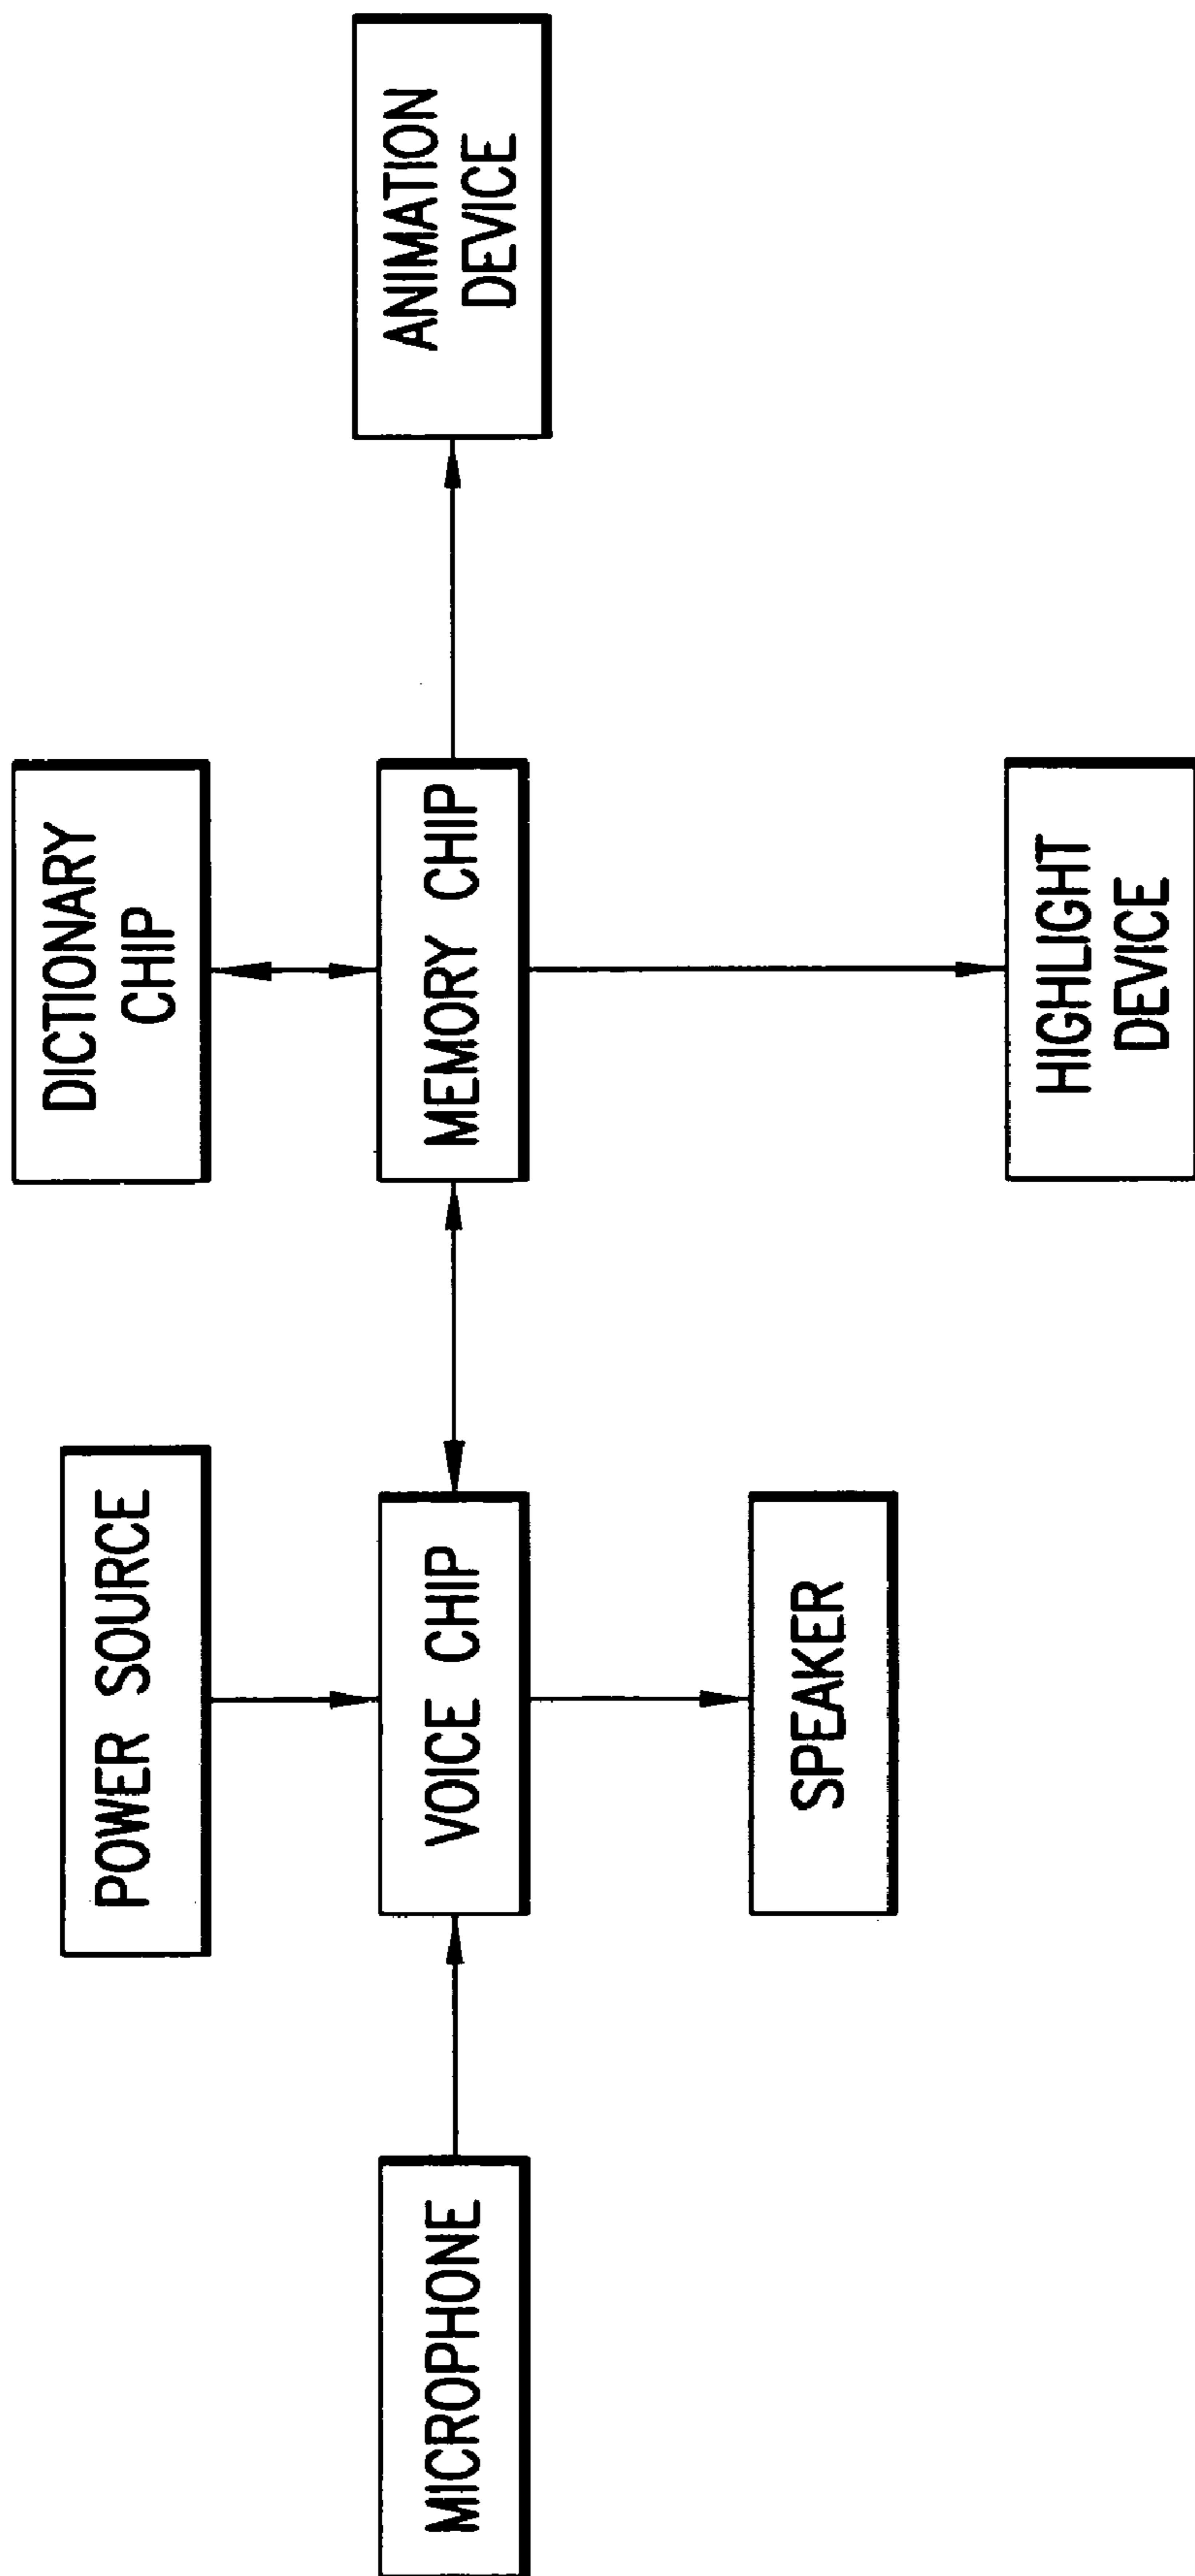 POWER SOURCE
DICTIONARY
CHIP
MICROPHONE
VOICE CHIP
MEMORY CHIP
ANIMATION
DEVICE
SPEAKER
HIGHLIGHT
DEVICE